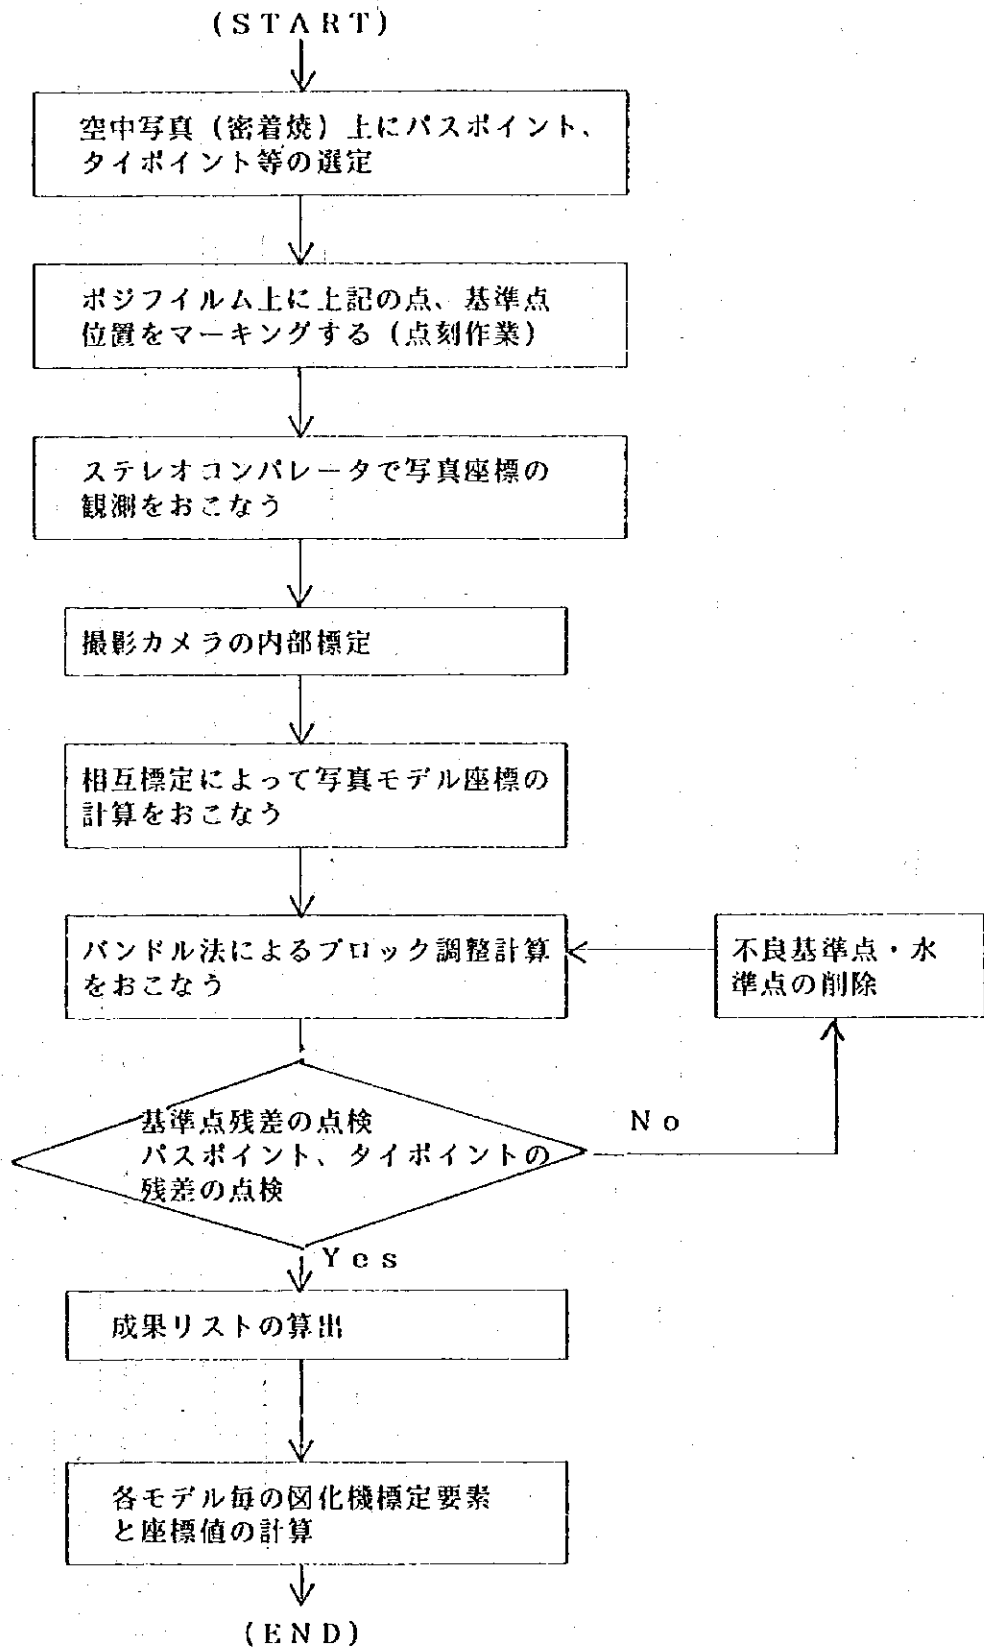 (START)
空中写真（密着焼）上にパスポイント、
タイポイント等の選定
ポジフイルム上に上記の点、基準点
位置をマーキングする（点刻作業）
ステレオコンパレータで写真座標の
観測をおこなう
撮影カメラの内部標定
相互標定によって写真モデル座標の
計算をおこなう
バンドル法によるブロック調整計算
をおこなう
不良基準点・水
準点の削除
基準点残差の点検
パスポイント、タイポイントの
残差の点検
No
Yes
成果リストの算出
各モデル毎の図化機標定要素
と座標値の計算
(END)